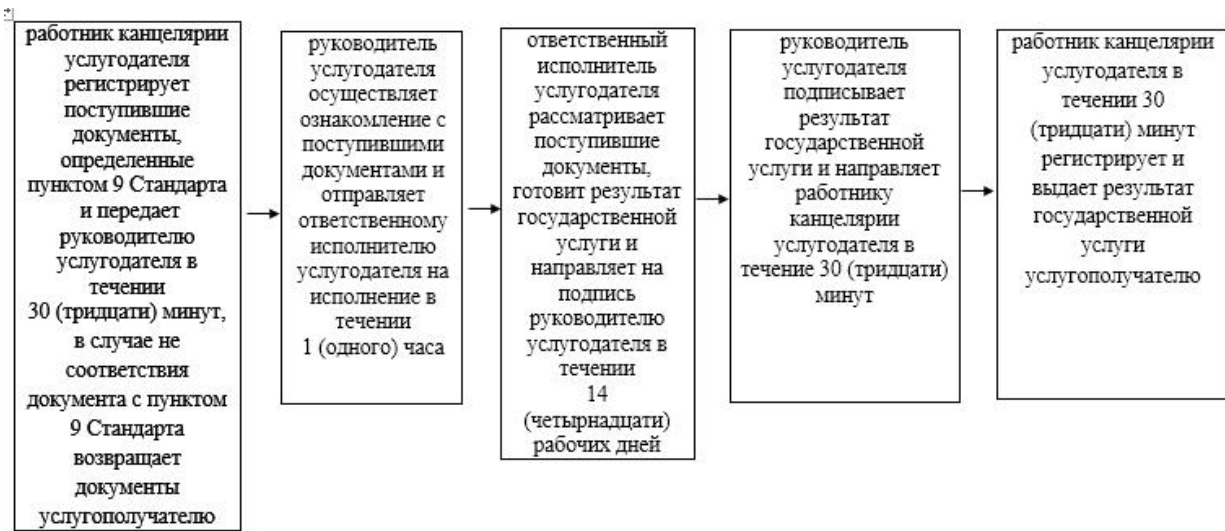 работник канцелярии
услугодателя
регистрирует
поступившие
документы,
определенные
пунктом 9 Стандарта
и передает
руководителю
услугодателя в
течении
30 (тридцати) минут,
в случае не
соответствия
документа с пунктом
9 Стандарта
возвращает
документы
услугополучателю
руководитель
услугодателя
осуществляет
ознакомление с
поступившими
документами и
отправляет
ответственному
исполнителю
услугодателя на
исполнение в
течении
1 (одного) часа
ответственный
исполнитель
услугодателя
рассматривает
поступившие
документы,
готовит результат
государственной
услуги и
направляет на
подпись
руководителю
услугодателя в
течении
14
(четырнадцати)
рабочих дней
руководитель
услугодателя
подписывает
результат
государственной
услуги и направляет
работнику
канцелярии
услугодателя в
течение 30 (тридцати)
минут
работник канцелярии
услугодателя в
течении 30
(тридцати) минут
регистрирует и
выдает результат
государственной
услуги
услугополучателю